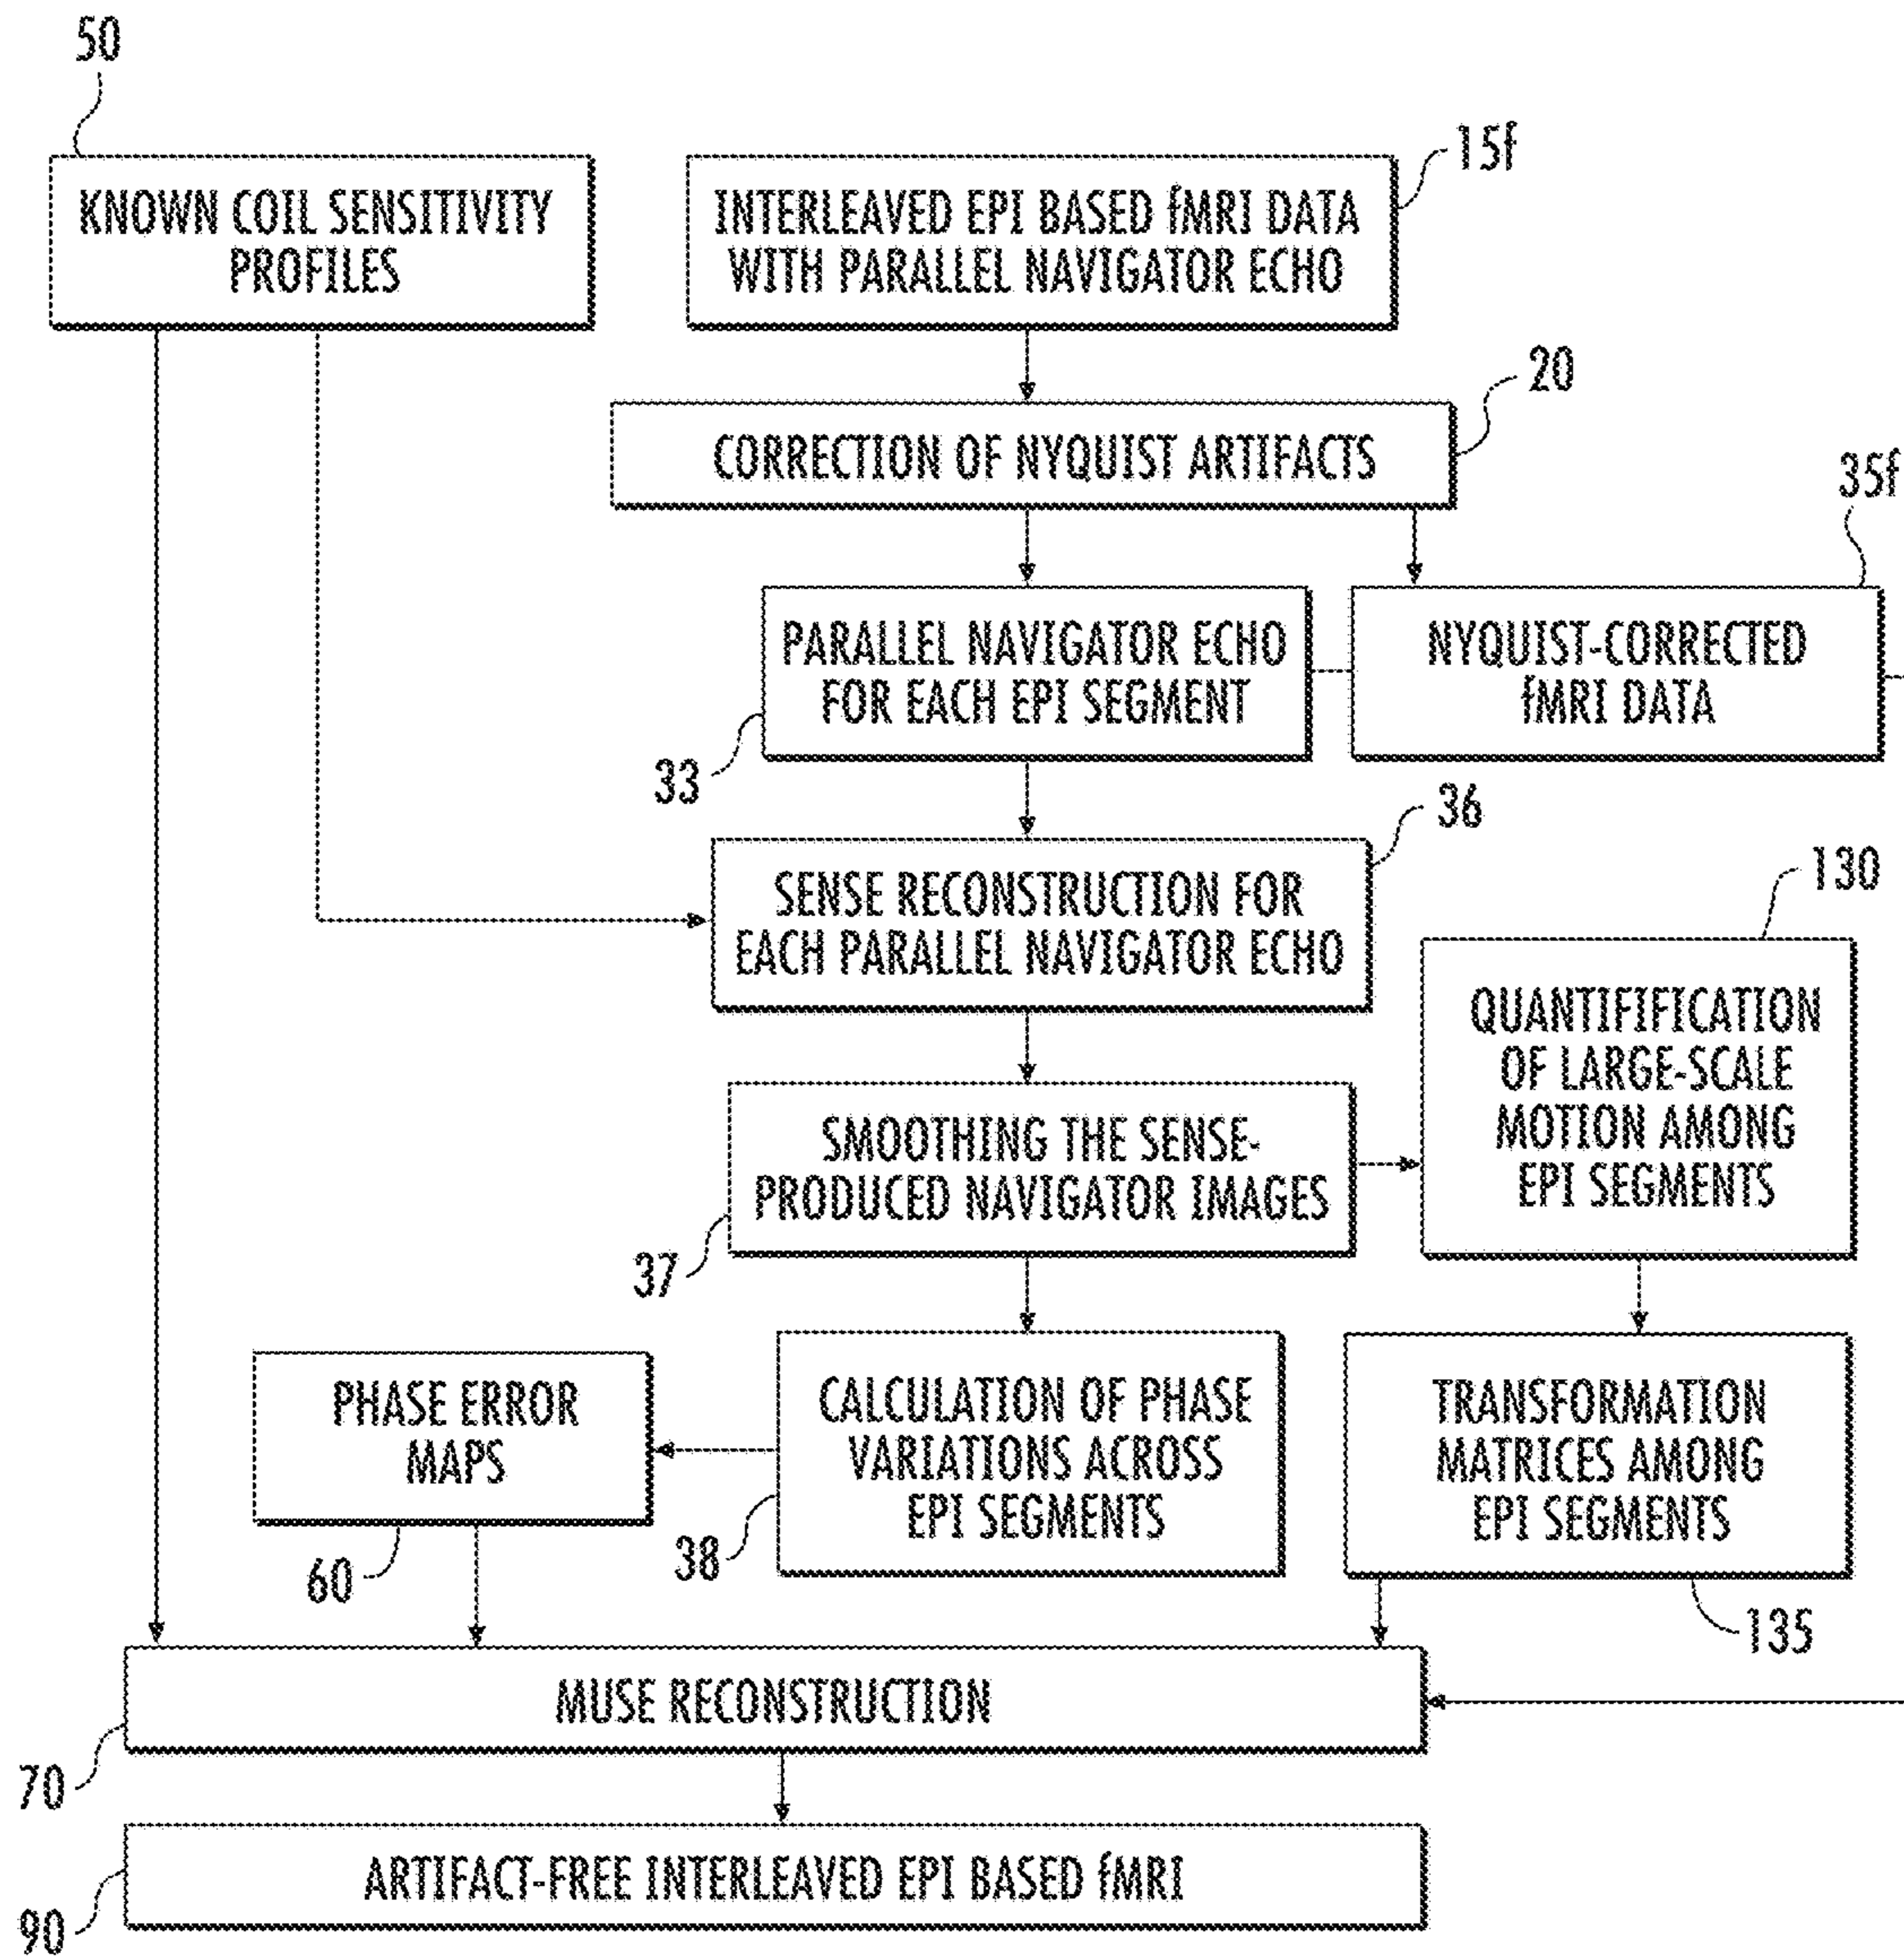 50
KNOWN COIL SENSITIVITY
PROFILES
15f
INTERLEAVED EPI BASED fMRI DATA
WITH PARALLEL NAVIGATOR ECHO
20
CORRECTION OF NYQUIST ARTIFACTS
35f
PARALLEL NAVIGATOR ECHO
FOR EACH EPI SEGMENT
33
NYQUIST-CORRECTED
fMRI DATA
36
SENSE RECONSTRUCTION FOR
EACH PARALLEL NAVIGATOR ECHO
130
QUANTIFIFICATION
OF LARGE-SCALE
MOTION AMONG
EPI SEGMENTS
SMOOTHING THE SENSE-
PRODUCED NAVIGATOR IMAGES
37
PHASE ERROR
MAPS
60
CALCULATION OF PHASE
VARIATIONS ACROSS
EPI SEGMENTS
38
TRANSFORMATION
MATRICES AMONG
EPI SEGMENTS
135
MUSE RECONSTRUCTION
70
ARTIFACT-FREE INTERLEAVED EPI BASED fMRI
90